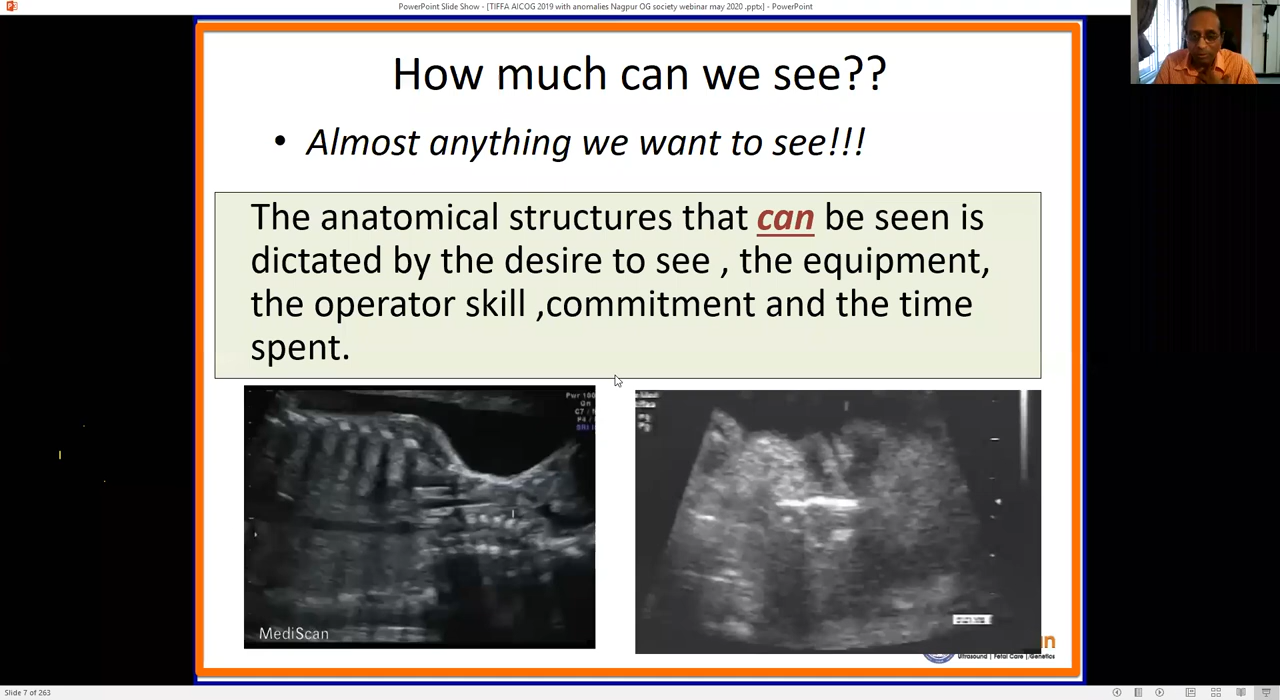 PowerPoint Slide Show - [TIFFA AICOG 2019 with anomalies Nagpur OG society webinar may 2020 .pptx] - PowerPoint
How much can we see??
• Almost anything we want to see!!!
The anatomical structures that can be seen is
dictated by the desire to see , the equipment,
the operator skill ,commitment and the time
spent.
Pwr 100
MediScan
Ultrasound | Fetal Care | Genetics
Slide 7 of 263